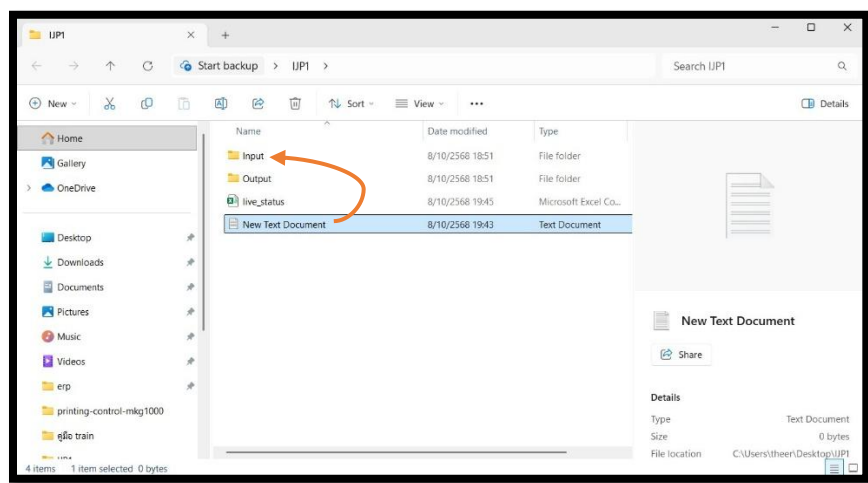 IJP1
Start backup > IJP1 >
Search IJP1
New
Sort
View
Details
Name
Date modified
Type
Home
Gallery
OneDrive
Desktop
Downloads
Documents
Pictures
Music
Videos
erp
printing-control-mkg1000
คู่มือ train
Input 8/10/2568 18:51 File folder
Output 8/10/2568 18:51 File folder
live_status 8/10/2568 19:45 Microsoft Excel Co...
New Text Document 8/10/2568 19:43 Text Document
New Text Document
Share
Details
Type Text Document
Size 0 bytes
File location C:\Users\theer\Desktop\IJP1
4 items 1 item selected 0 bytes